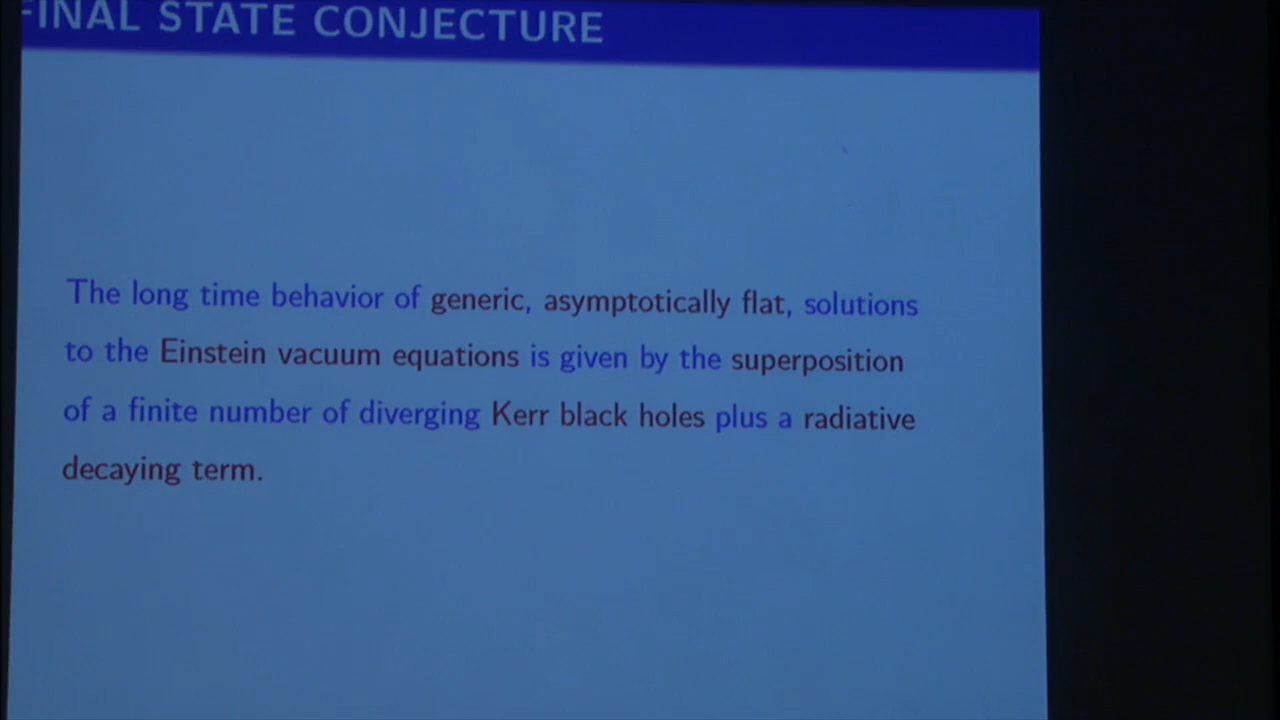 FINAL STATE CONJECTURE
The long time behavior of generic, asymptotically flat, solutions
to the Einstein vacuum equations is given by the superposition
of a finite number of diverging Kerr black holes plus a radiative
decaying term.